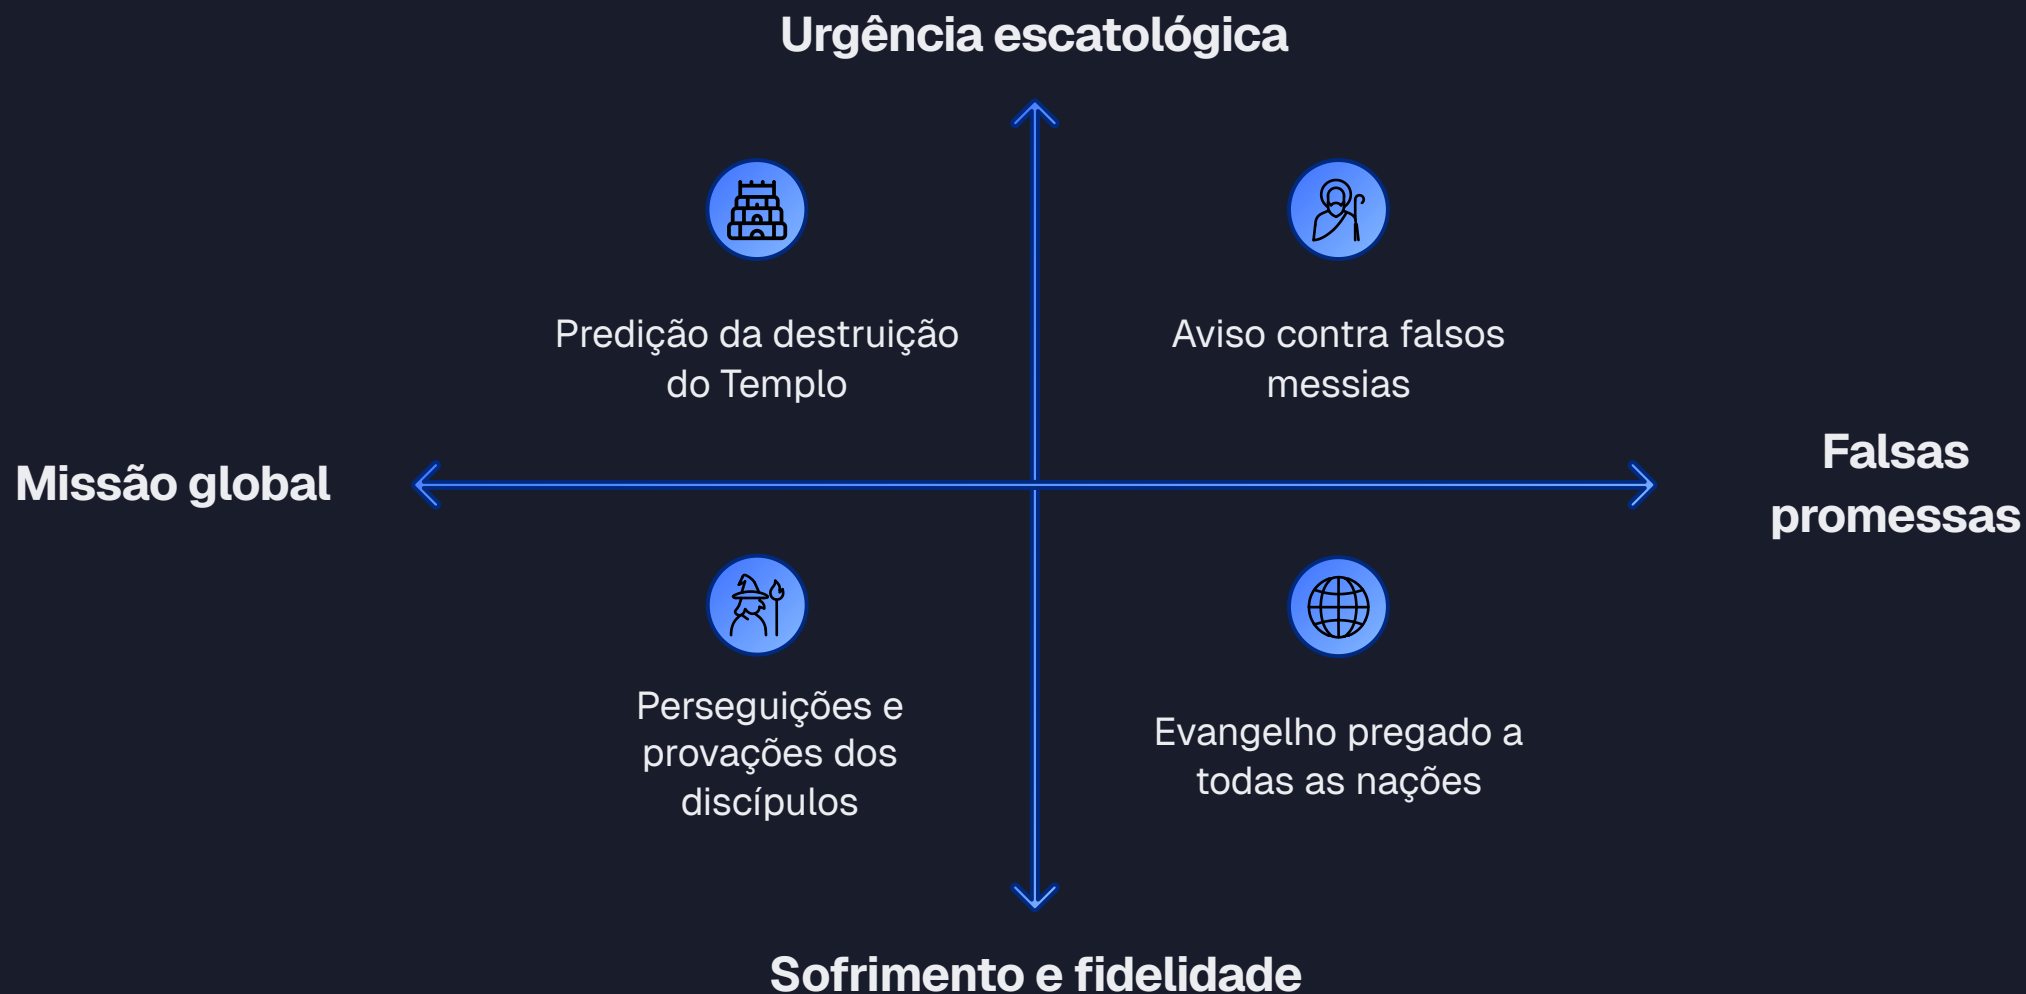 Urgência escatológica
Predição da destruição
do Templo
Aviso contra falsos
messias
Missão global
Falsas
promessas
Perseguições e
provações dos
discípulos
Evangelho pregado a
todas as nações
Sofrimento e fidelidade